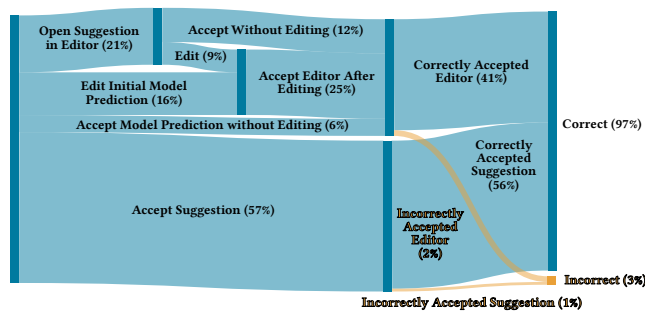 Open Suggestion
in Editor (21%)
Accept Without Editing (12%)
Edit (9%)
Edit Initial Model
Prediction (16%)
Accept Editor After
Editing (25%)
Accept Model Prediction without Editing (6%)
Accept Suggestion (57%)
Correctly Accepted
Editor (41%)
Correct (97%)
Correctly
Accepted
Suggestion
(56%)
Incorrectly
Accepted
Editor
(2%)
Incorrect (3%)
Incorrectly Accepted Suggestion (1%)